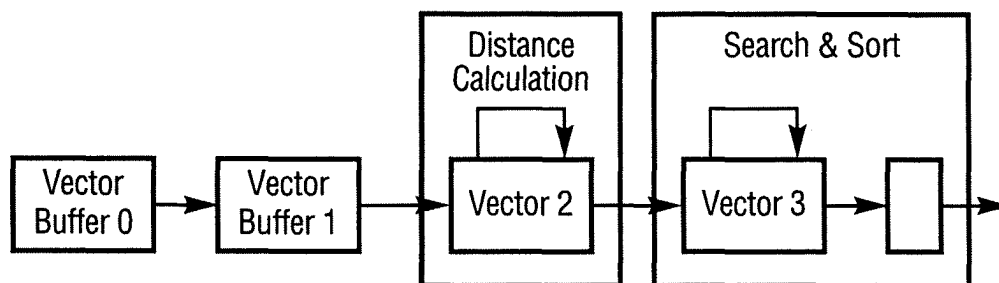 Distance
Calculation
Search & Sort
Vector
Buffer 0
Vector
Buffer 1
Vector 2
Vector 3